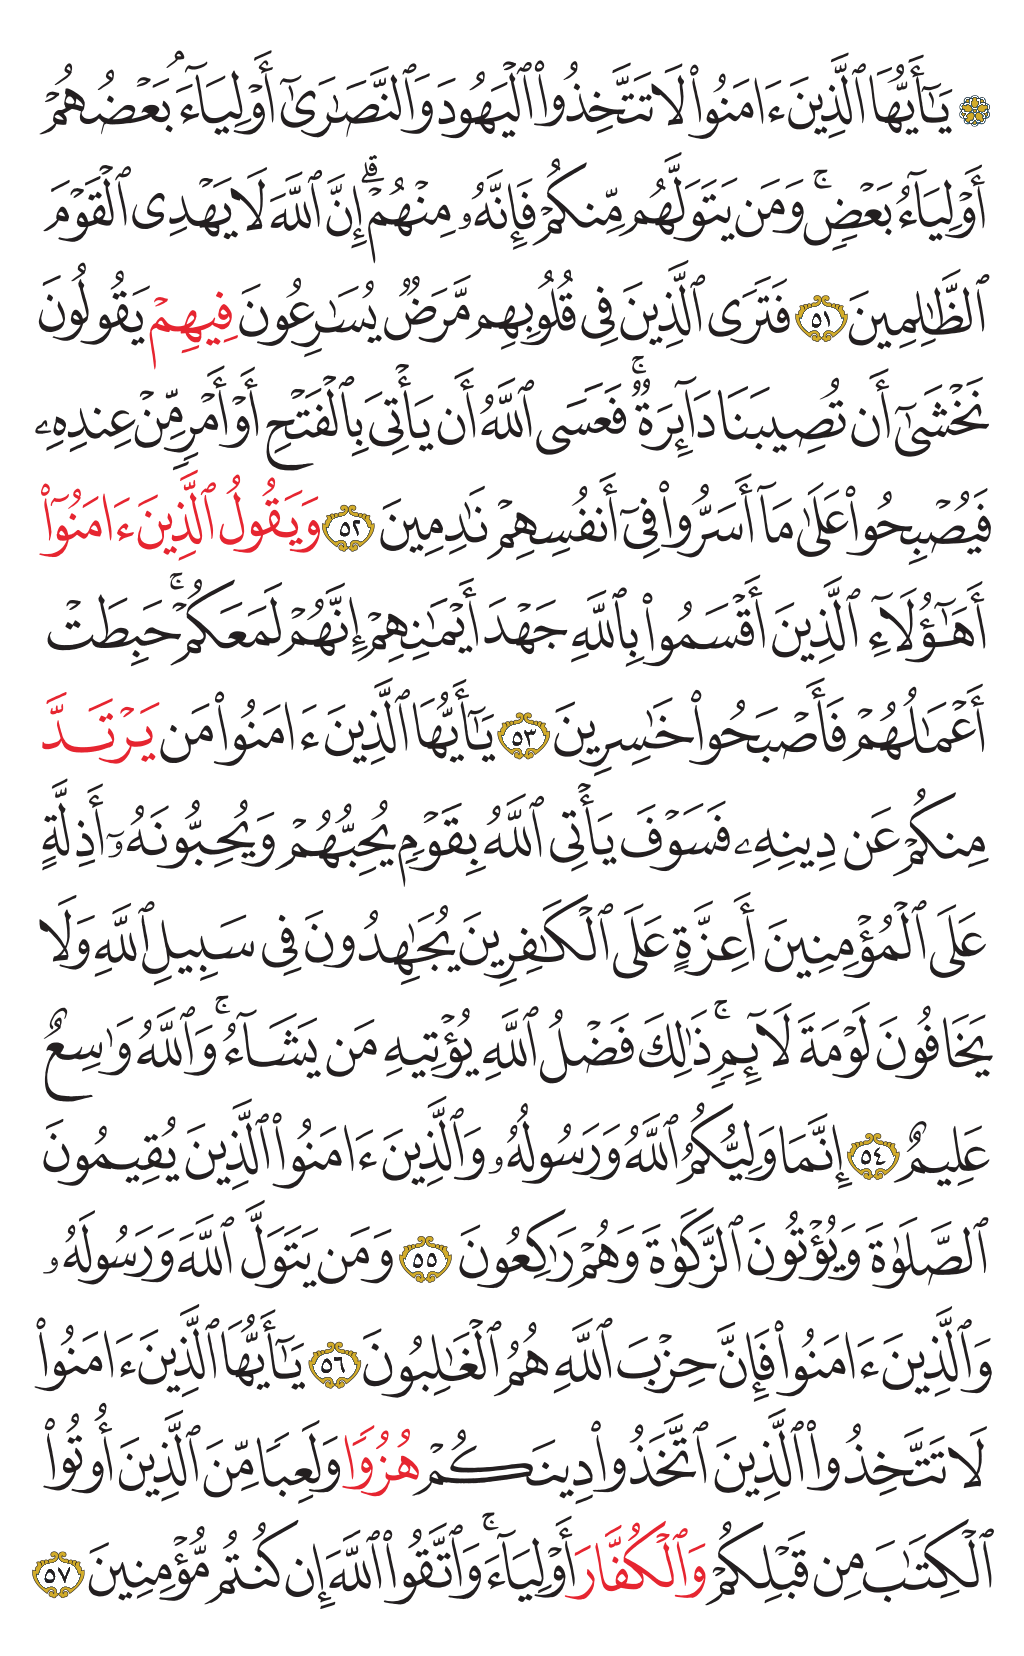 ۞ يَـٰٓأَيُّهَا ٱلَّذِينَ ءَامَنُوا۟ لَا تَتَّخِذُوا۟ ٱلْيَهُودَ وَٱلنَّصَـٰرَىٰٓ أَوْلِيَآءَ ۘ بَعْضُهُمْ
أَوْلِيَآءُ بَعْضٍ ۚ وَمَن يَتَوَلَّهُم مِّنكُمْ فَإِنَّهُۥ مِنْهُمْ ۗ إِنَّ ٱللَّهَ لَا يَهْدِى ٱلْقَوْمَ
ٱلظَّـٰلِمِينَ ٥١ فَتَرَى ٱلَّذِينَ فِى قُلُوبِهِم مَّرَضٌ يُسَـٰرِعُونَ فِيهِمْ يَقُولُونَ
نَخْشَىٰٓ أَن تُصِيبَنَا دَآئِرَةٌ ۚ فَعَسَى ٱللَّهُ أَن يَأْتِىَ بِٱلْفَتْحِ أَوْ أَمْرٍ مِّنْ عِندِهِۦ
فَيُصْبِحُوا۟ عَلَىٰ مَآ أَسَرُّوا۟ فِىٓ أَنفُسِهِمْ نَـٰدِمِينَ ٥٢ وَيَقُولُ ٱلَّذِينَ ءَامَنُوٓا۟
أَهَـٰٓؤُلَآءِ ٱلَّذِينَ أَقْسَمُوا۟ بِٱللَّهِ جَهْدَ أَيْمَـٰنِهِمْ إِنَّهُمْ لَمَعَكُمْ ۚ حَبِطَتْ
أَعْمَـٰلُهُمْ فَأَصْبَحُوا۟ خَـٰسِرِينَ ٥٣ يَـٰٓأَيُّهَا ٱلَّذِينَ ءَامَنُوا۟ مَن يَرْتَدَّ
مِنكُمْ عَن دِينِهِۦ فَسَوْفَ يَأْتِى ٱللَّهُ بِقَوْمٍ يُحِبُّهُمْ وَيُحِبُّونَهُۥٓ أَذِلَّةٍ
عَلَى ٱلْمُؤْمِنِينَ أَعِزَّةٍ عَلَى ٱلْكَـٰفِرِينَ يُجَـٰهِدُونَ فِى سَبِيلِ ٱللَّهِ وَلَا
يَخَافُونَ لَوْمَةَ لَآئِمٍ ۚ ذَٰلِكَ فَضْلُ ٱللَّهِ يُؤْتِيهِ مَن يَشَآءُ ۚ وَٱللَّهُ وَٰسِعٌ
عَلِيمٌ ٥٤ إِنَّمَا وَلِيُّكُمُ ٱللَّهُ وَرَسُولُهُۥ وَٱلَّذِينَ ءَامَنُوا۟ ٱلَّذِينَ يُقِيمُونَ
ٱلصَّلَوٰةَ وَيُؤْتُونَ ٱلزَّكَوٰةَ وَهُمْ رَٰكِعُونَ ٥٥ وَمَن يَتَوَلَّ ٱللَّهَ وَرَسُولَهُۥ
وَٱلَّذِينَ ءَامَنُوا۟ فَإِنَّ حِزْبَ ٱللَّهِ هُمُ ٱلْغَـٰلِبُونَ ٥٦ يَـٰٓأَيُّهَا ٱلَّذِينَ ءَامَنُوا۟
لَا تَتَّخِذُوا۟ ٱلَّذِينَ ٱتَّخَذُوا۟ دِينَكُمْ هُزُوًا وَلَعِبًا مِّنَ ٱلَّذِينَ أُوتُوا۟
ٱلْكِتَـٰبَ مِن قَبْلِكُمْ وَٱلْكُفَّارَ أَوْلِيَآءَ ۚ وَٱتَّقُوا۟ ٱللَّهَ إِن كُنتُم مُّؤْمِنِينَ ٥٧